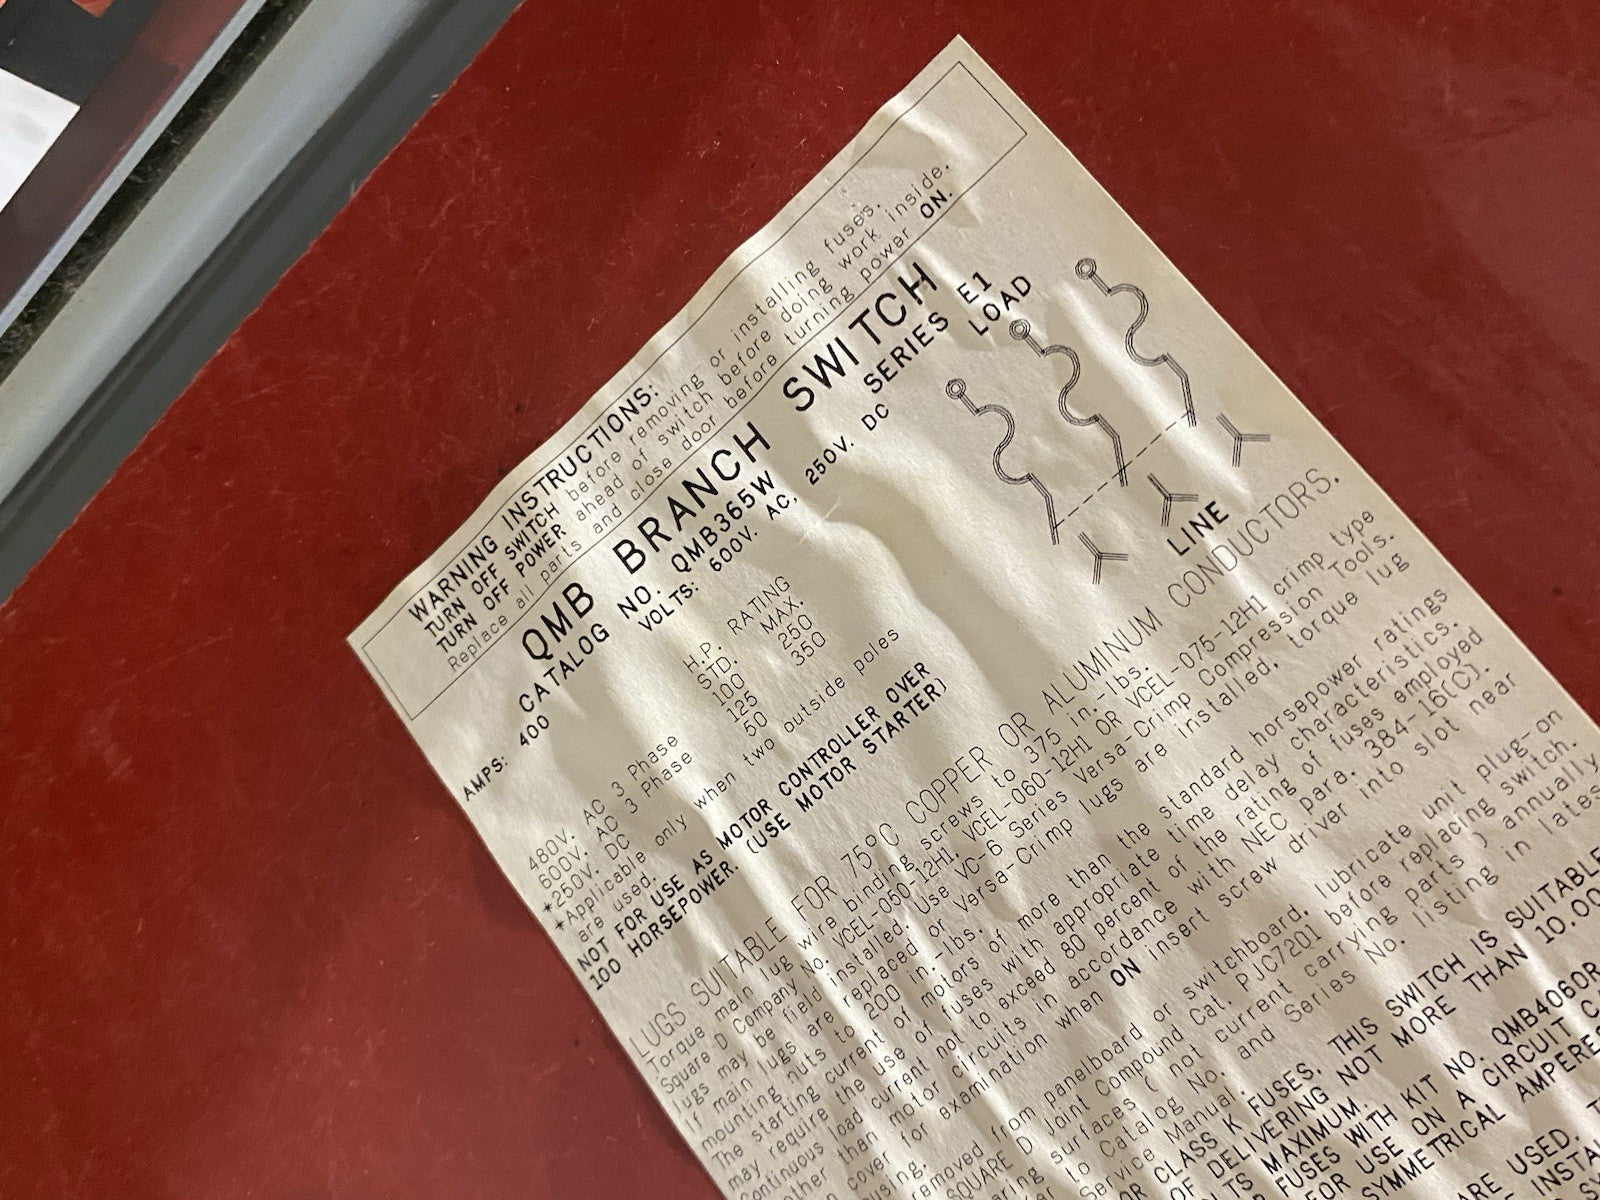 WARNING INSTRUCTIONS:
TURN OFF SWITCH before removing or installing fuses.
TURN OFF POWER ahead of switch before doing work inside.
Replace all parts and close door before turning power ON.
QMB BRANCH SWITCH
CATALOG NO. QMB365W SERIES E1
AMPS: 400 VOLTS: 600V. AC, 250V. DC
LOAD
H.P. RATING
STD. MAX.
480V. AC 3 Phase 100 250
600V. AC 3 Phase 125 350
*250V. DC 50
*Applicable only when two outside poles
are used.
NOT FOR USE AS MOTOR CONTROLLER OVER
100 HORSEPOWER. (USE MOTOR STARTER)
LINE
LUGS SUITABLE FOR 75°C COPPER OR ALUMINUM CONDUCTORS.
Torque main lug wire binding screws to 375 in.-lbs.
Square D Company No. VCEL-050-12H1, VCEL-060-12H1 OR VCEL-075-12H1 crimp type
lugs may be field installed. Use VC-6 Series Versa-Crimp Compression Tools.
If main lugs are replaced or Versa-Crimp lugs are installed, torque lug
mounting nuts to 200 in.-lbs.
The starting current of motors of more than the standard horsepower ratings
may require the use of fuses with appropriate time delay characteristics.
Continuous load current not to exceed 80 percent of the rating of fuses employed
other than motor circuits in accordance with NEC para. 384-16(C).
cover for examination when ON insert screw driver into slot near
removed from panelboard or switchboard, lubricate unit plug-on
SQUARE D Joint Compound Cat. PJC7201 before replacing switch.
surfaces ( not current carrying parts ) annually
to Catalog No. and Series No. listing in
Service Manual.
CLASS K FUSES, THIS SWITCH IS SUITABLE
OF DELIVERING NOT MORE THAN
MAXIMUM.
FUSES WITH KIT NO.
FOR USE ON A CIRCUIT
SYMMETRICAL AMPERES
USED,